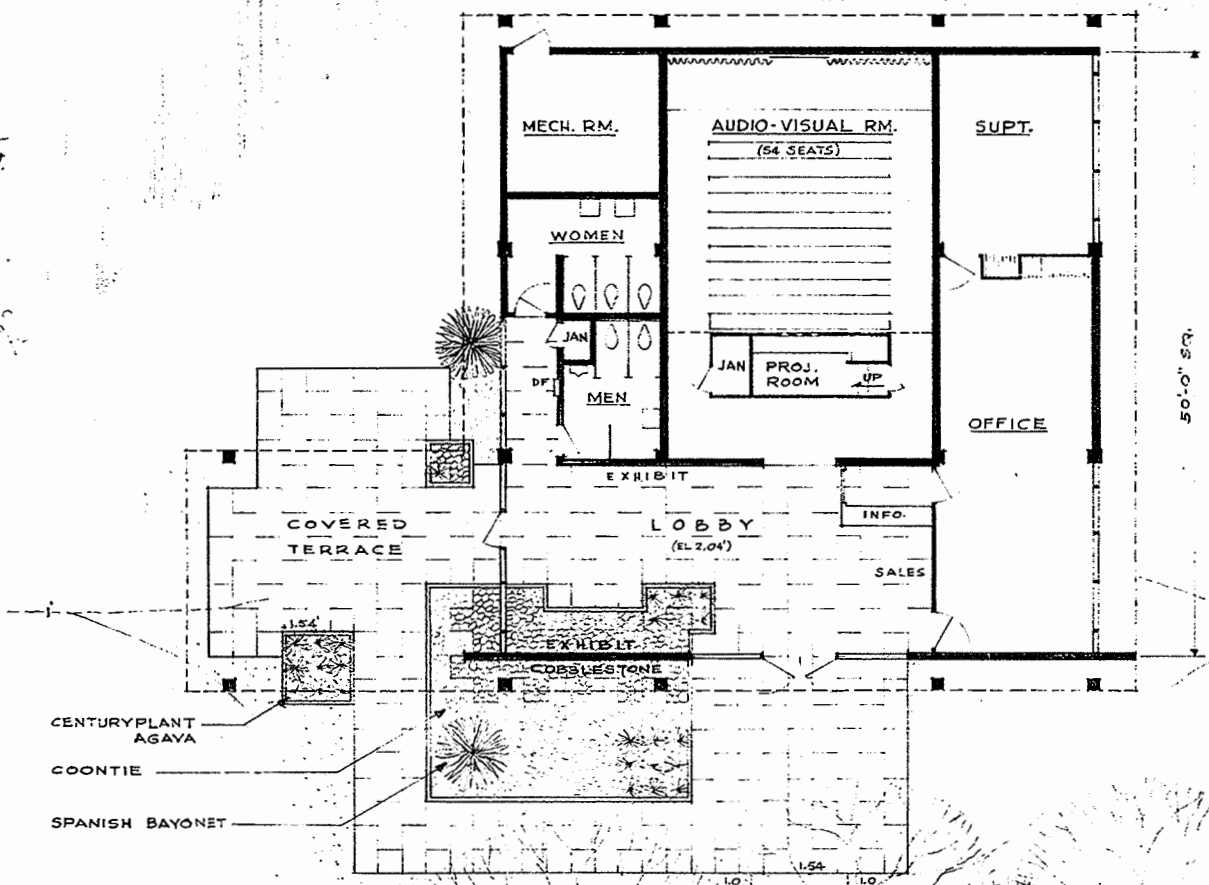 MECH. RM.
AUDIO-VISUAL RM.
(54 SEATS)
SUPT.
WOMEN
JAN
DF
MEN
JAN
PROJ.
ROOM
UP
50'-0" SQ.
OFFICE
EXHIBIT
COVERED
TERRACE
LOBBY
(EL 2.04')
INFO.
SALES
1.54'
EXHIBIT
COBBLESTONE
CENTURYPLANT
AGAVA
COONTIE
SPANISH BAYONET
1.54
1.0
1.0